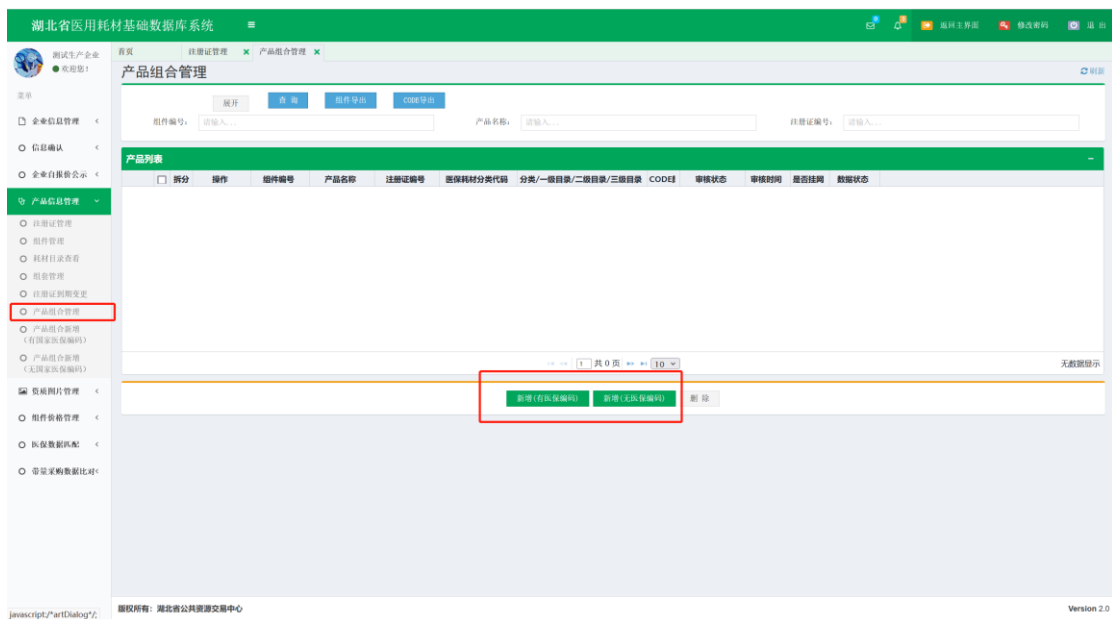 湖北省医用耗材基础数据库系统
返回主界面 修改密码 退出
测试生产企业
欢迎您！
首页 注册证管理 产品组合管理
产品组合管理
刷新
菜单
展开 查询 组件导出 CODE导出
组件编号： 请输入... 产品名称： 请输入... 注册证编号： 请输入...
企业信息管理
信息确认
企业自报价公示
产品信息管理
注册证管理
组件管理
耗材目录查看
组套管理
注册证到期变更
产品组合管理
产品组合新增
（有国家医保编码）
产品组合新增
（无国家医保编码）
资质图片管理
组件价格管理
医保数据匹配
带量采购数据比对
产品列表
拆分 操作 组件编号 产品名称 注册证编号 医保耗材分类代码 分类/一级目录/二级目录/三级目录 CODE 审核状态 审核时间 是否挂网 数据状态
1 共 0 页 10 无数据显示
新增(有医保编码) 新增(无医保编码) 删 除
javascript:/*artDialog*/;
版权所有：湖北省公共资源交易中心 Version 2.0